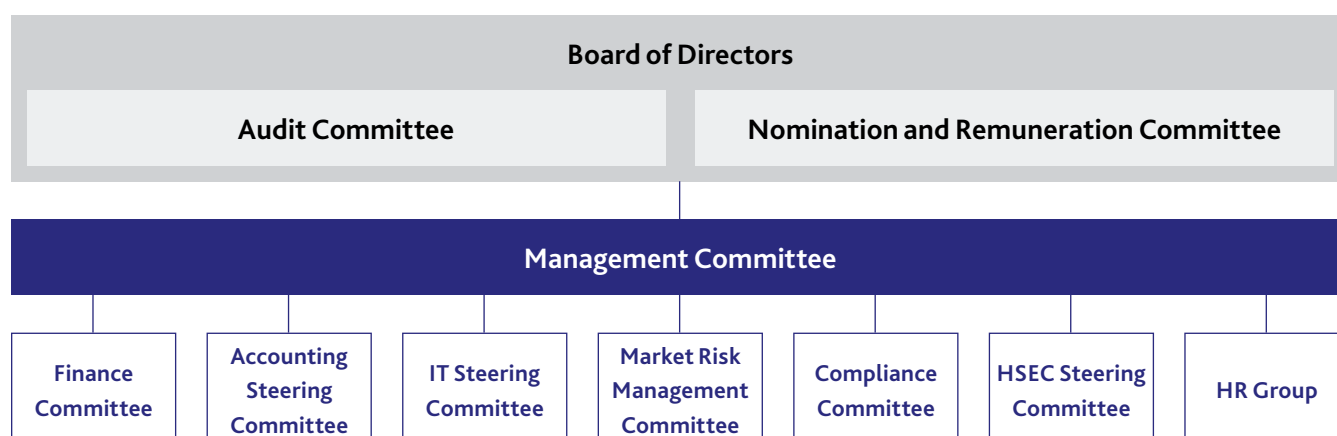 Board of Directors
Audit Committee
Nomination and Remuneration Committee
Management Committee
Finance
Committee
Accounting
Steering
Committee
IT Steering
Committee
Market Risk
Management
Committee
Compliance
Committee
HSEC Steering
Committee
HR Group